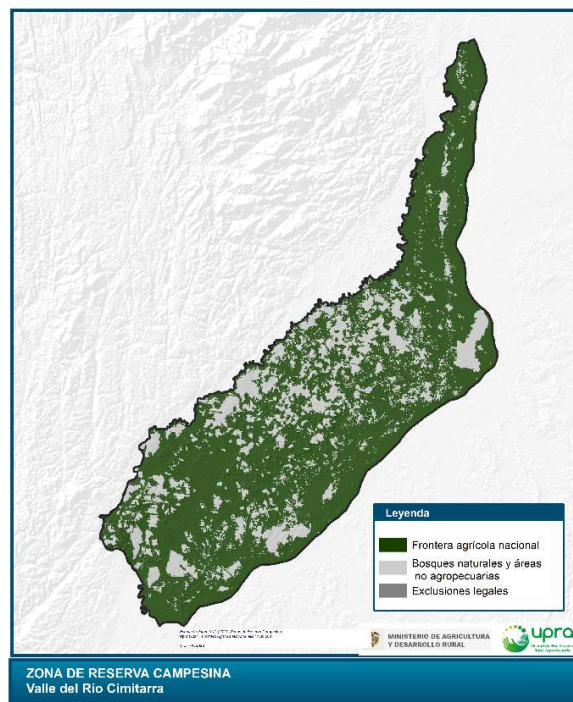 Leyenda
Frontera agrícola nacional
Bosques naturales y áreas
no agropecuarias
Exclusiones legales
MINISTERIO DE AGRICULTURA
Y DESARROLLO RURAL
upra
ZONA DE RESERVA CAMPESINA
Valle del Río Cimitarra